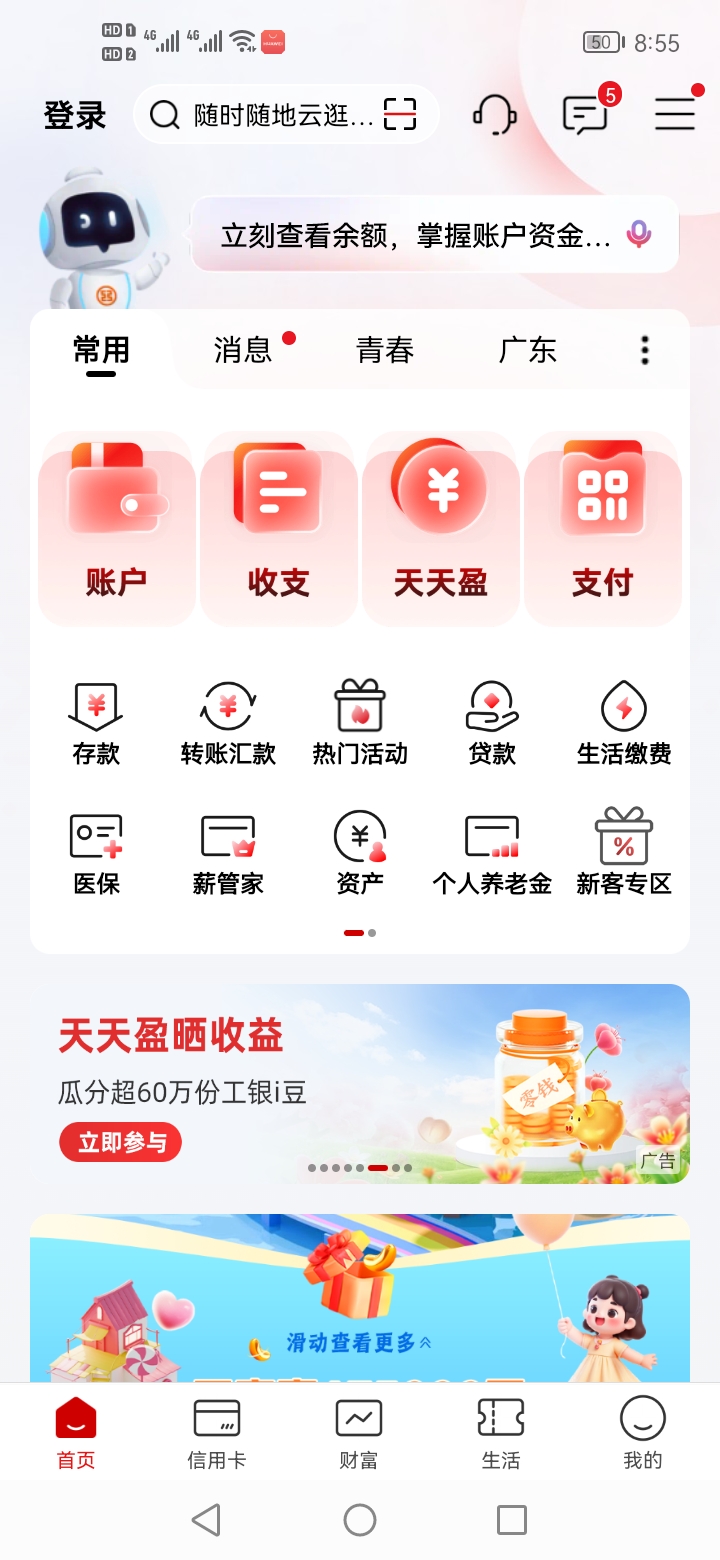 HD 1 4G 4G 50 8:55
HD 2
登录 随时随地云逛... 5
立刻查看余额，掌握账户资金...
常用 消息 青春 广东
账户 收支 天天盈 支付
存款 转账汇款 热门活动 贷款 生活缴费
医保 薪管家 资产 个人养老金 新客专区
天天盈晒收益
瓜分超60万份工银i豆
零钱
立即参与
广告
滑动查看更多
首页 信用卡 财富 生活 我的